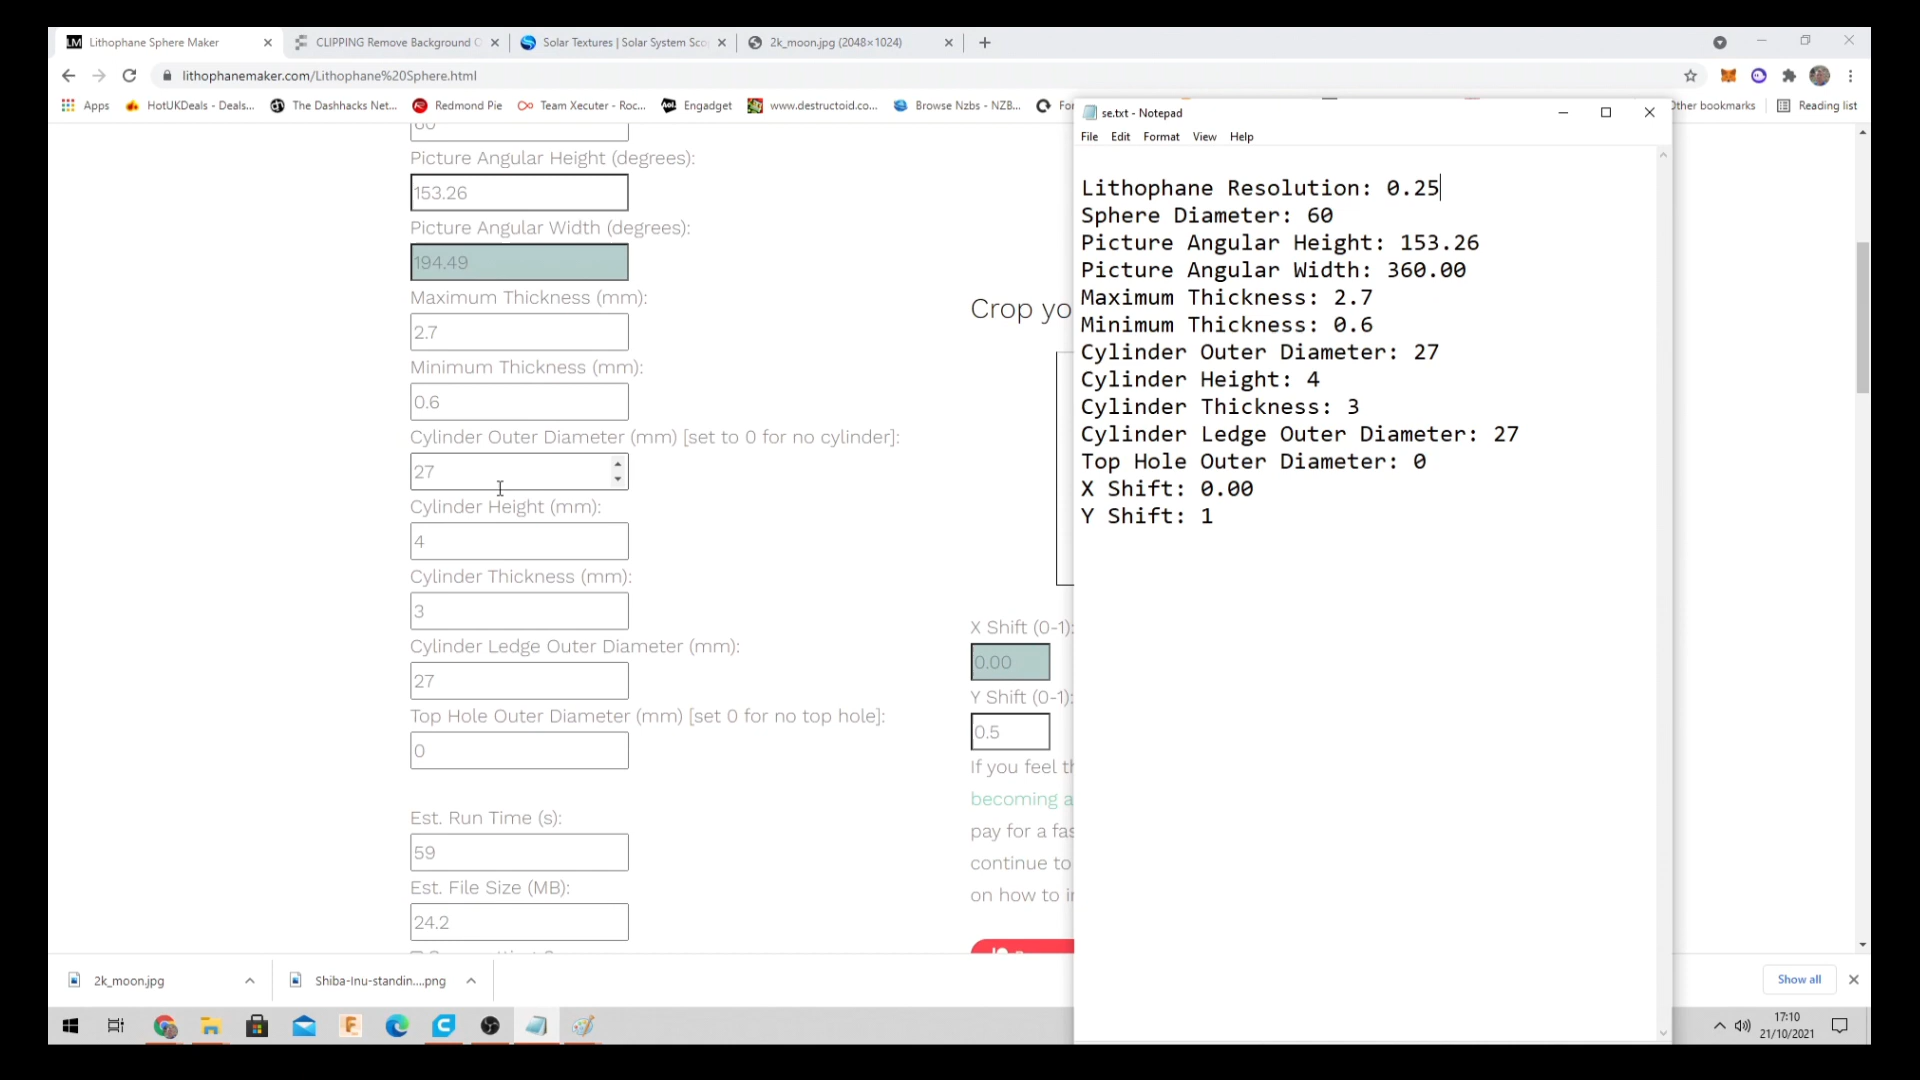 Lithophane Sphere Maker
CLIPPING Remove Background O
Solar Textures | Solar System Sco
2k_moon.jpg (2048×1024)
lithophanemaker.com/Lithophane%20Sphere.html
Apps
HotUKDeals - Deals...
The Dashhacks Net...
Redmond Pie
Team Xecuter - Roc...
Engadget
www.destructoid.co...
Browse Nzbs - NZB...
Other bookmarks
Reading list
se.txt - Notepad
File Edit Format View Help
60
Picture Angular Height (degrees):
153.26
Picture Angular Width (degrees):
194.49
Maximum Thickness (mm):
2.7
Minimum Thickness (mm):
0.6
Cylinder Outer Diameter (mm) [set to 0 for no cylinder]:
27
Cylinder Height (mm):
4
Cylinder Thickness (mm):
3
Cylinder Ledge Outer Diameter (mm):
27
Top Hole Outer Diameter (mm) [set 0 for no top hole]:
0
Est. Run Time (s):
59
Est. File Size (MB):
24.2
Crop yo
X Shift (0-1):
0.00
Y Shift (0-1):
0.5
If you feel th
becoming a
pay for a fas
continue to
on how to in
Lithophane Resolution: 0.25
Sphere Diameter: 60
Picture Angular Height: 153.26
Picture Angular Width: 360.00
Maximum Thickness: 2.7
Minimum Thickness: 0.6
Cylinder Outer Diameter: 27
Cylinder Height: 4
Cylinder Thickness: 3
Cylinder Ledge Outer Diameter: 27
Top Hole Outer Diameter: 0
X Shift: 0.00
Y Shift: 1
2k_moon.jpg
Shiba-Inu-standin....png
Show all
17:10
21/10/2021